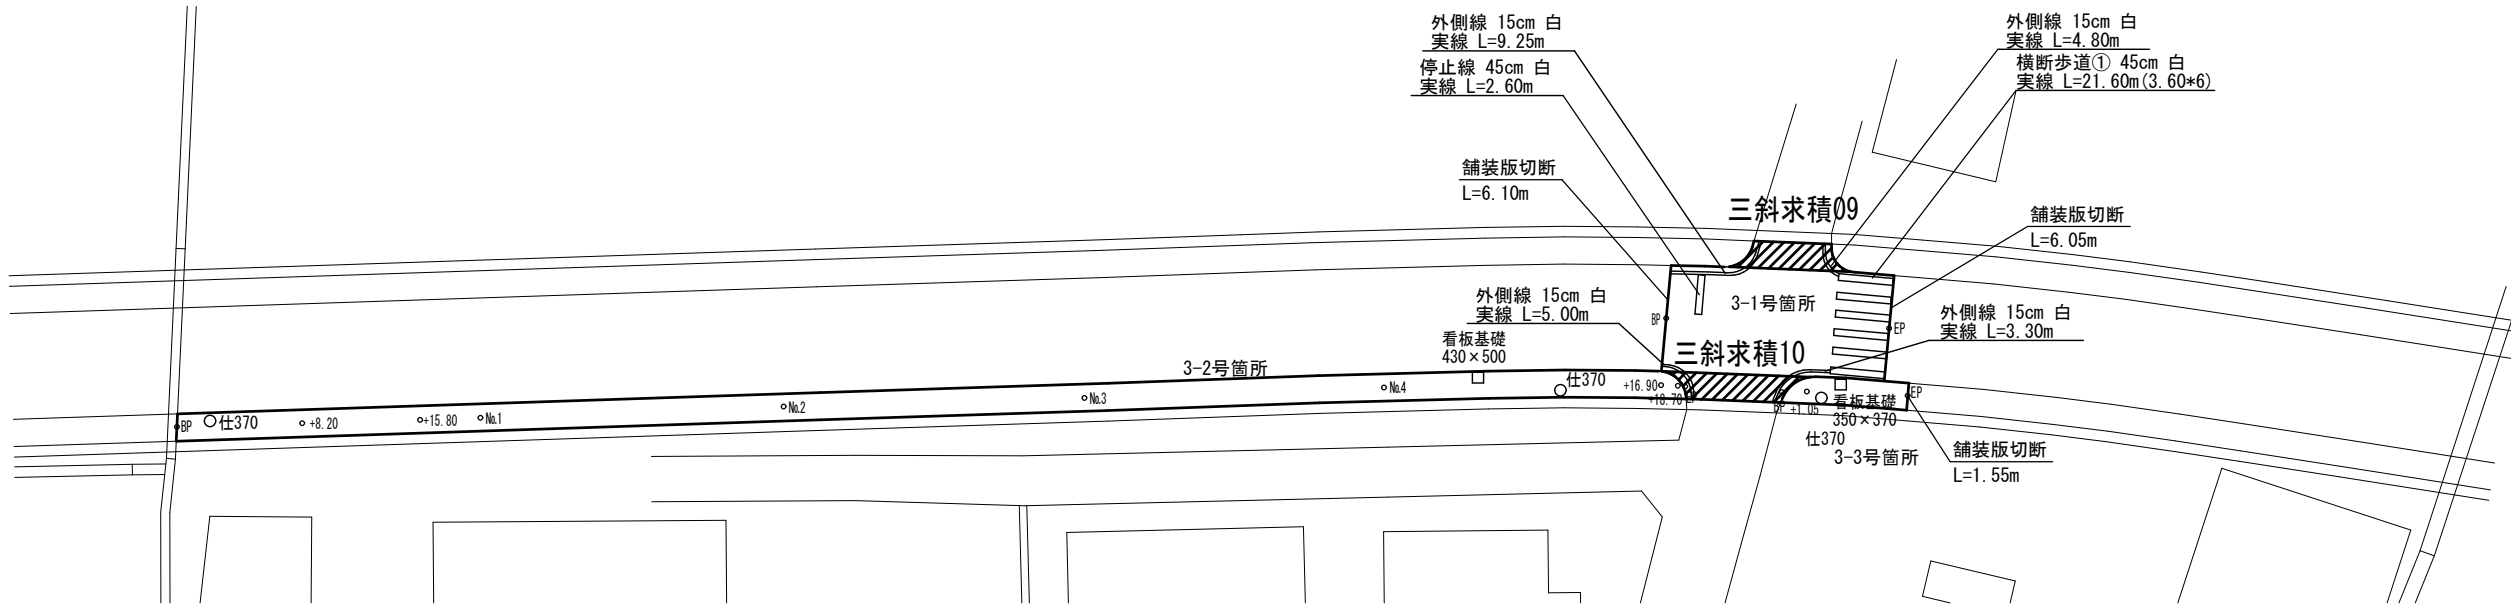 外側線 15cm 白
実線 L=9.25m
停止線 45cm 白
実線 L=2.60m
外側線 15cm 白
実線 L=4.80m
横断歩道① 45cm 白
実線 L=21.60m(3.60*6)
舗装版切断
L=6.10m
三斜求積09
舗装版切断
L=6.05m
外側線 15cm 白
実線 L=5.00m
3-1号箇所
BP
EP
外側線 15cm 白
実線 L=3.30m
看板基礎
430×500
三斜求積10
3-2号箇所
BP
仕370
+8.20
+15.80
No.1
No.2
No.3
No.4
仕370
+16.90
+18.70
EP
BP
+1.05
看板基礎
350×370
EP
仕370
3-3号箇所
舗装版切断
L=1.55m